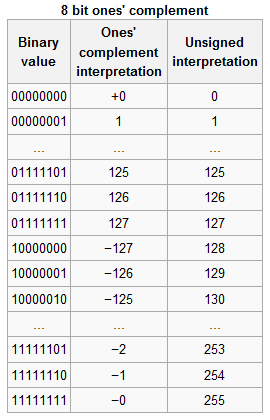 8 bit ones' complement
Binary value Ones' complement interpretation Unsigned interpretation
00000000 +0 0
00000001 1 1
... ... ...
01111101 125 125
01111110 126 126
01111111 127 127
10000000 −127 128
10000001 −126 129
10000010 −125 130
... ... ...
11111101 −2 253
11111110 −1 254
11111111 −0 255